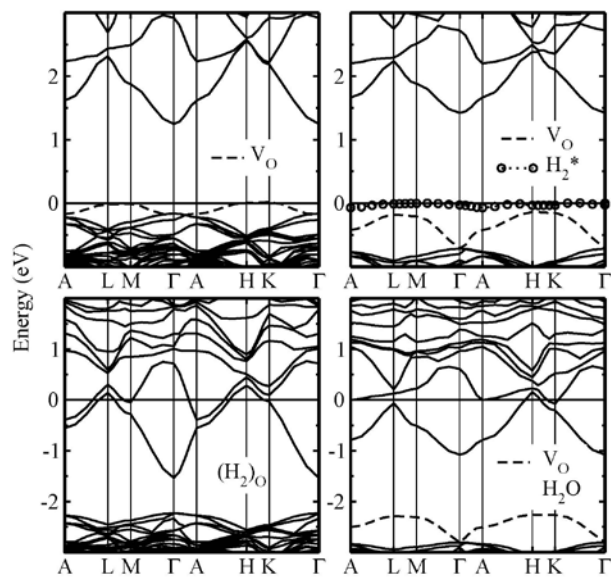 2
1
0
V_O
A L M Γ A H K Γ
V_O
H_2*
A L M Γ A H K Γ
Energy (eV)
1
0
-1
-2
(H_2)_O
A L M Γ A H K Γ
V_O
H_2O
A L M Γ A H K Γ